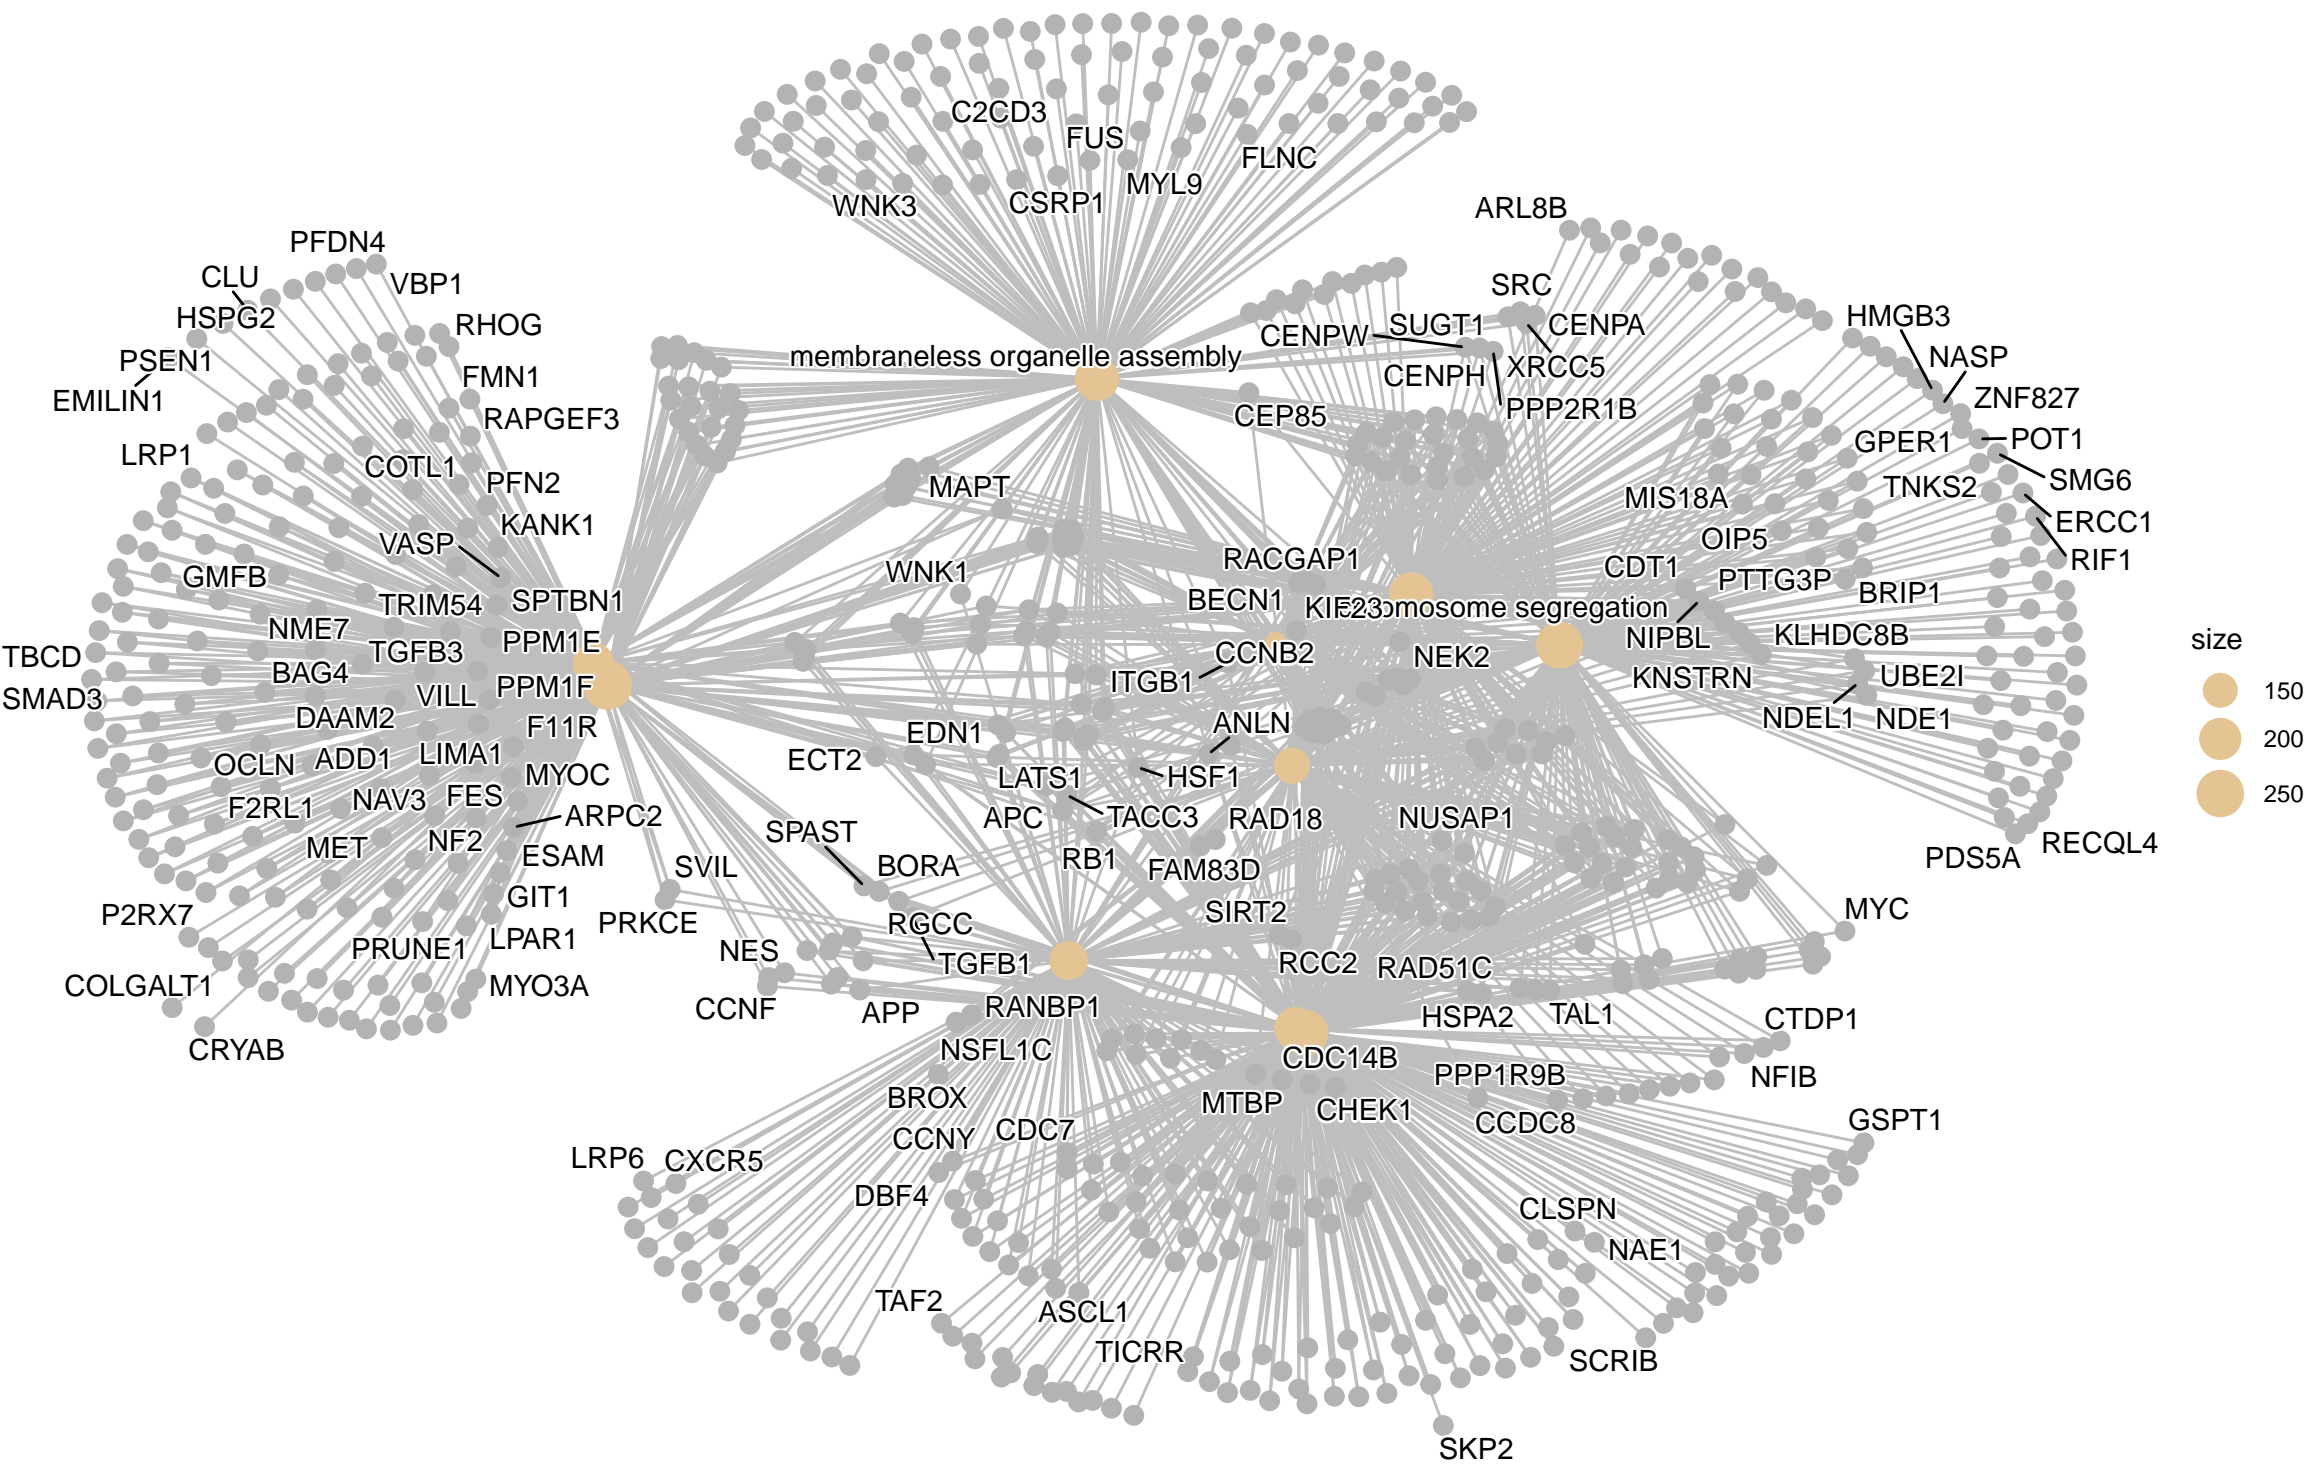 C2CD3
FUS
FLNC
MYL9
CSRP1
WNK3
ARL8B
PFDN4
CLU
VBP1
HSPG2
RHOG
SRC
SUGT1
CENPW
CENPA
HMGB3
PSEN1
membraneless organelle assembly
XRCC5
NASP
EMILIN1
FMN1
CENPH
ZNF827
RAPGEF3
CEP85
PPP2R1B
GPER1
POT1
LRP1
COTL1
PFN2
MAPT
MIS18A
TNKS2
SMG6
KANK1
ERCC1
VASP
OIP5
RIF1
GMFB
WNK1
RACGAP1
CDT1
PTTG3P
BRIP1
TRIM54
SPTBN1
BECN1
KIF23
omosome segregation
NME7
PPM1E
NIPBL
KLHDC8B
size
TBCD
TGFB3
CCNB2
NEK2
BAG4
PPM1F
ITGB1
KNSTRN
UBE2I
150
SMAD3
VILL
DAAM2
F11R
EDN1
ANLN
NDEL1
NDE1
200
OCLN
ADD1
LIMA1
ECT2
MYOC
LATS1
HSF1
250
F2RL1
NAV3
FES
ARPC2
APC
TACC3
RAD18
NUSAP1
MET
NF2
ESAM
SPAST
SVIL
BORA
RB1
FAM83D
PDS5A
RECQL4
GIT1
P2RX7
PRKCE
RGCC
SIRT2
MYC
PRUNE1
LPAR1
NES
TGFB1
RCC2
RAD51C
COLGALT1
MYO3A
CCNF
APP
RANBP1
HSPA2
TAL1
CTDP1
CRYAB
NSFL1C
CDC14B
PPP1R9B
NFIB
BROX
MTBP
CHEK1
CCDC8
GSPT1
CCNY
CDC7
LRP6
CXCR5
DBF4
CLSPN
NAE1
TAF2
ASCL1
TICRR
SCRIB
SKP2